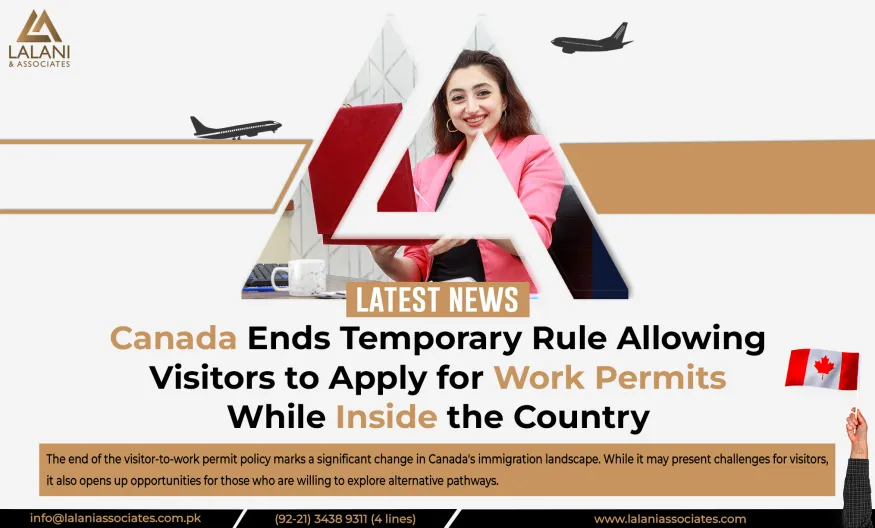 LALANI
& ASSOCIATES
LATEST NEWS
Canada Ends Temporary Rule Allowing
Visitors to Apply for Work Permits
While Inside the Country
The end of the visitor-to-work permit policy marks a significant change in Canada's immigration landscape. While it may present challenges for visitors,
it also opens up opportunities for those who are willing to explore alternative pathways.
info@lalaniassociates.com.pk
(92-21) 3438 9311 (4 lines)
www.lalaniassociates.com